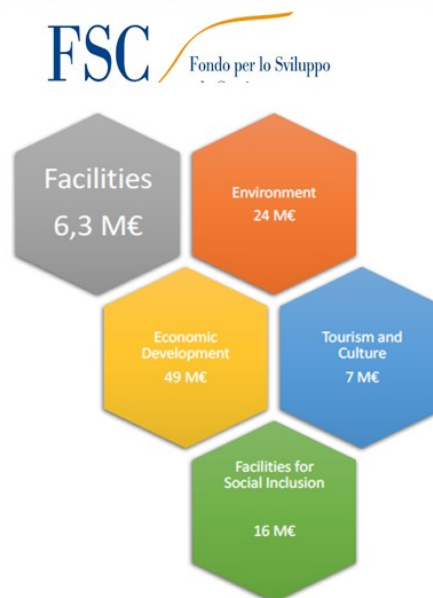 FSC
Fondo per lo Sviluppo
Facilities
6,3 M€
Environment
24 M€
Economic
Development
49 M€
Tourism and
Culture
7 M€
Facilities for
Social Inclusion
16 M€